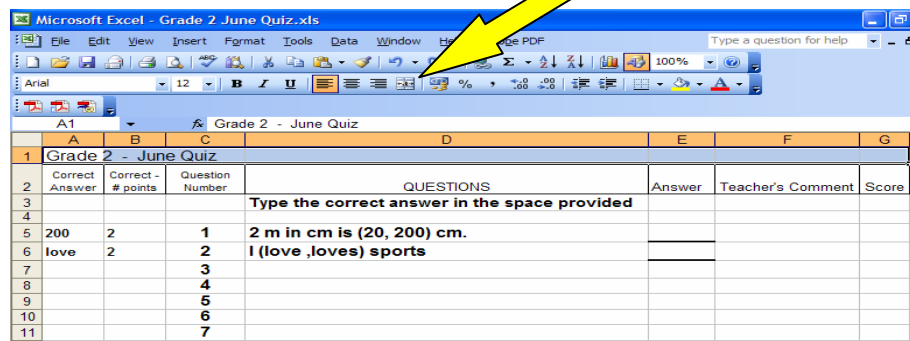 Microsoft Excel - Grade 2 June Quiz.xls
File Edit View Insert Format Tools Data Window PDF Type a question for help
Σ 100%
Arial 12 B I U $ % ,
A1 fx Grade 2 - June Quiz
A B C D E F G
1 Grade 2 - June Quiz
2 Correct Answer Correct - # points Question Number QUESTIONS Answer Teacher's Comment Score
3 Type the correct answer in the space provided
4
5 200 2 1 2 m in cm is (20, 200) cm.
6 love 2 2 I (love ,loves) sports
7 3
8 4
9 5
10 6
11 7